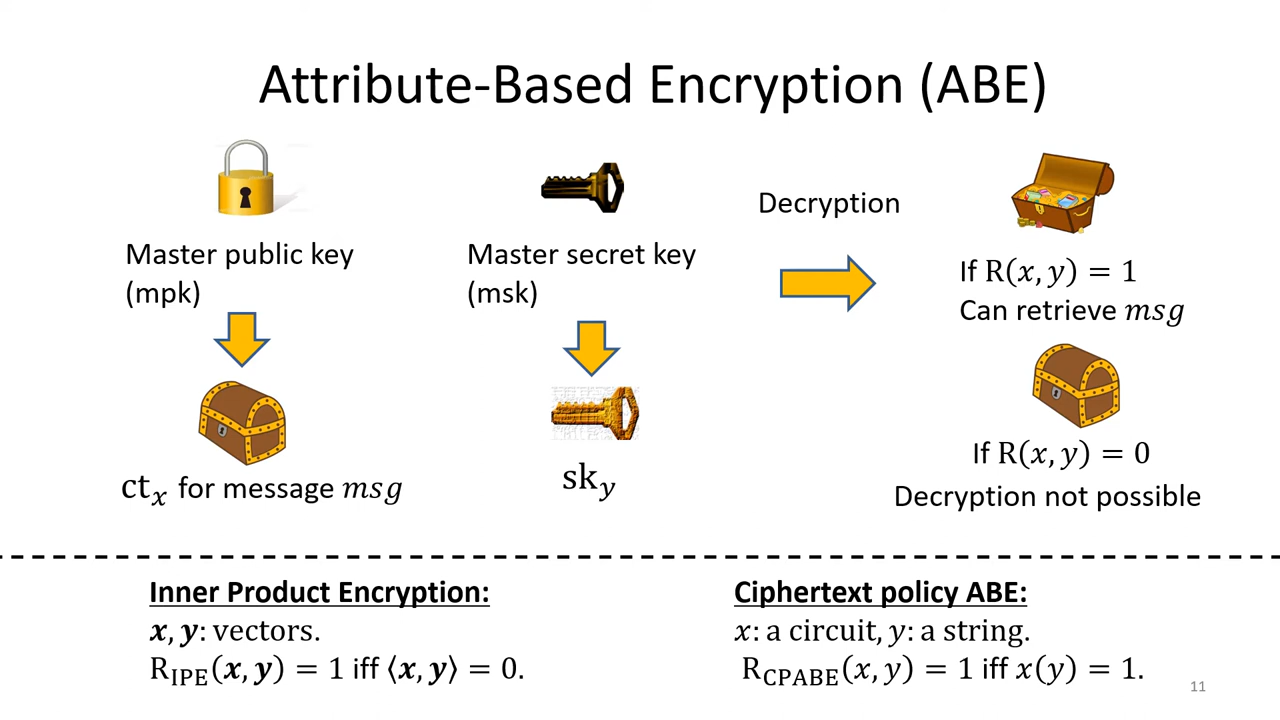 Attribute-Based Encryption (ABE)
Master public key
(mpk)
ct_x for message msg
Master secret key
(msk)
sk_y
Decryption
If R(x, y) = 1
Can retrieve msg
If R(x, y) = 0
Decryption not possible
Inner Product Encryption:
x, y: vectors.
R_IPE(x, y) = 1 iff ⟨x, y⟩ = 0.
Ciphertext policy ABE:
x: a circuit, y: a string.
R_CPABE(x, y) = 1 iff x(y) = 1.
11